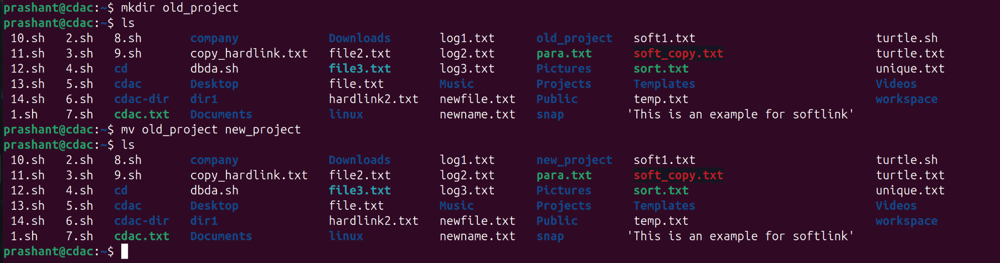 prashant@cdac:~$ mkdir old_project
prashant@cdac:~$ ls
10.sh 2.sh 8.sh company Downloads log1.txt old_project soft1.txt turtle.sh
11.sh 3.sh 9.sh copy_hardlink.txt file2.txt log2.txt para.txt soft_copy.txt turtle.txt
12.sh 4.sh cd dbda.sh file3.txt log3.txt Pictures sort.txt unique.txt
13.sh 5.sh cdac Desktop file.txt Music Projects Templates Videos
14.sh 6.sh cdac-dir dir1 hardlink2.txt newfile.txt Public temp.txt workspace
1.sh 7.sh cdac.txt Documents linux newname.txt snap 'This is an example for softlink'
prashant@cdac:~$ mv old_project new_project
prashant@cdac:~$ ls
10.sh 2.sh 8.sh company Downloads log1.txt new_project soft1.txt turtle.sh
11.sh 3.sh 9.sh copy_hardlink.txt file2.txt log2.txt para.txt soft_copy.txt turtle.txt
12.sh 4.sh cd dbda.sh file3.txt log3.txt Pictures sort.txt unique.txt
13.sh 5.sh cdac Desktop file.txt Music Projects Templates Videos
14.sh 6.sh cdac-dir dir1 hardlink2.txt newfile.txt Public temp.txt workspace
1.sh 7.sh cdac.txt Documents linux newname.txt snap 'This is an example for softlink'
prashant@cdac:~$